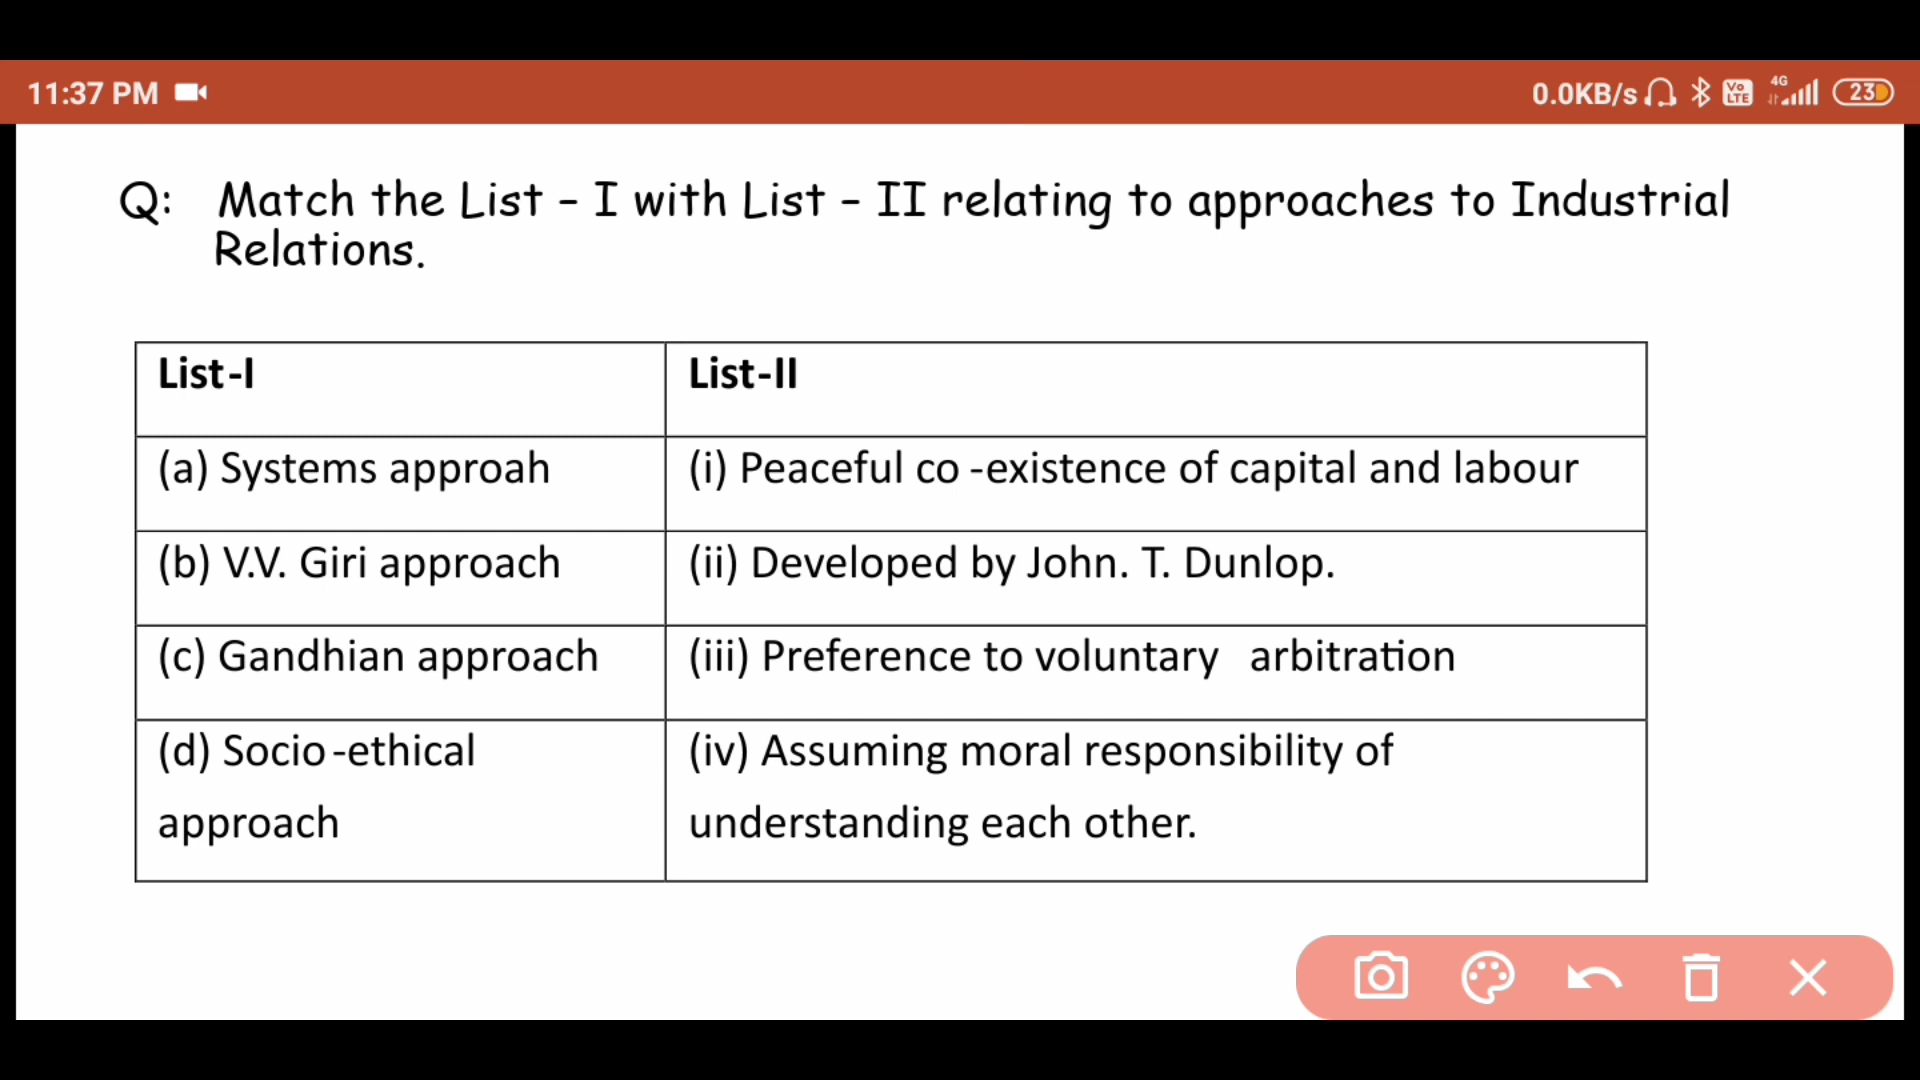 11:37 PM
0.0KB/s Vo LTE 4G 23
Q: Match the List – I with List – II relating to approaches to Industrial
Relations.
List-I List-II
(a) Systems approah (i) Peaceful co -existence of capital and labour
(b) V.V. Giri approach (ii) Developed by John. T. Dunlop.
(c) Gandhian approach (iii) Preference to voluntary arbitration
(d) Socio-ethical (iv) Assuming moral responsibility of
approach understanding each other.